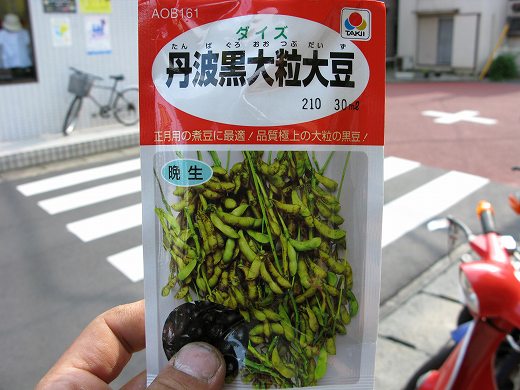 AOB161
TAKII
ダイズ
たんばぐろおおつぶだいず
丹波黒大粒大豆
210 30㎖
正月用の煮豆に最適！品質極上の大粒の黒豆！
晩生